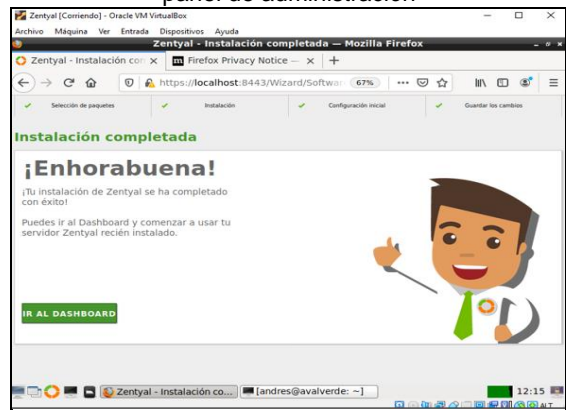 panel de administración
Zentyal [Corriendo] - Oracle VM VirtualBox
Archivo Máquina Ver Entrada Dispositivos Ayuda
Zentyal - Instalación completada — Mozilla Firefox
Zentyal - Instalación con × m Firefox Privacy Notice — × +
https://localhost:8443/Wizard/Softwar 67%
Selección de paquetes Instalación Configuración inicial Guardar los cambios
Instalación completada
¡Enhorabuena!
¡Tu instalación de Zentyal se ha completado
con éxito!
Puedes ir al Dashboard y comenzar a usar tu
servidor Zentyal recién instalado.
IR AL DASHBOARD
Zentyal - Instalación co... [andres@avalverde: ~] 12:15